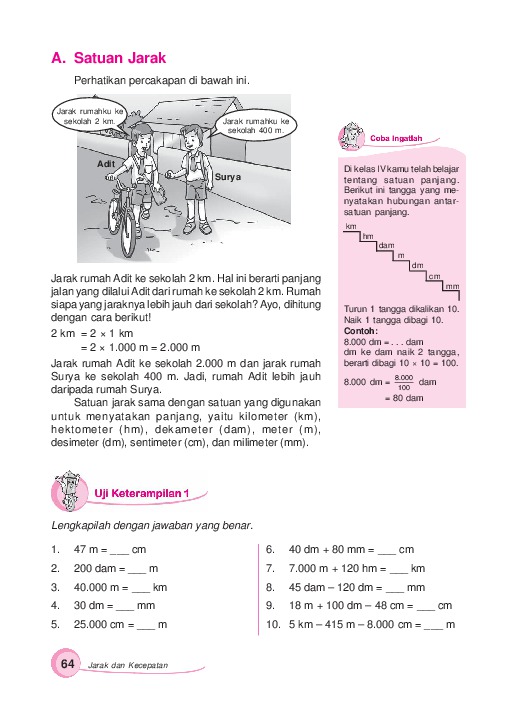 A. Satuan Jarak
Perhatikan percakapan di bawah ini.
Jarak rumahku ke
sekolah 2 km.
Jarak rumahku ke
sekolah 400 m.
Adit
Surya
Jarak rumah Adit ke sekolah 2 km. Hal ini berarti panjang
jalan yang dilalui Adit dari rumah ke sekolah 2 km. Rumah
siapa yang jaraknya lebih jauh dari sekolah? Ayo, dihitung
dengan cara berikut!
2 km = 2 × 1 km
= 2 × 1.000 m = 2.000 m
Jarak rumah Adit ke sekolah 2.000 m dan jarak rumah
Surya ke sekolah 400 m. Jadi, rumah Adit lebih jauh
daripada rumah Surya.
Satuan jarak sama dengan satuan yang digunakan
untuk menyatakan panjang, yaitu kilometer (km),
hektometer (hm), dekameter (dam), meter (m),
desimeter (dm), sentimeter (cm), dan milimeter (mm).
Coba Ingatlah
Di kelas IV kamu telah belajar
tentang satuan panjang.
Berikut ini tangga yang me-
nyatakan hubungan antar-
satuan panjang.
km
hm
dam
m
dm
cm
mm
Turun 1 tangga dikalikan 10.
Naik 1 tangga dibagi 10.
Contoh:
8.000 dm = . . . dam
dm ke dam naik 2 tangga,
berarti dibagi 10 × 10 = 100.
8.000 dm = 8.000/100 dam
= 80 dam
Uji Keterampilan 1
Lengkapilah dengan jawaban yang benar.
1. 47 m = ___ cm
2. 200 dam = ___ m
3. 40.000 m = ___ km
4. 30 dm = ___ mm
5. 25.000 cm = ___ m
6. 40 dm + 80 mm = ___ cm
7. 7.000 m + 120 hm = ___ km
8. 45 dam – 120 dm = ___ mm
9. 18 m + 100 dm – 48 cm = ___ cm
10. 5 km – 415 m – 8.000 cm = ___ m
64 Jarak dan Kecepatan